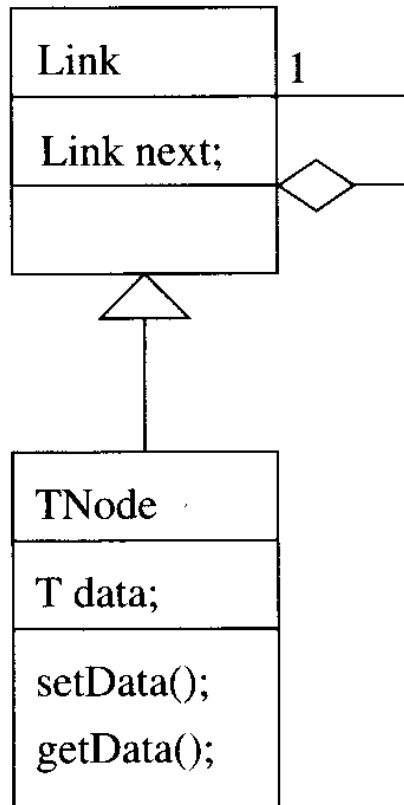 Link
1
Link next;
TNode
T data;
setData();
getData();